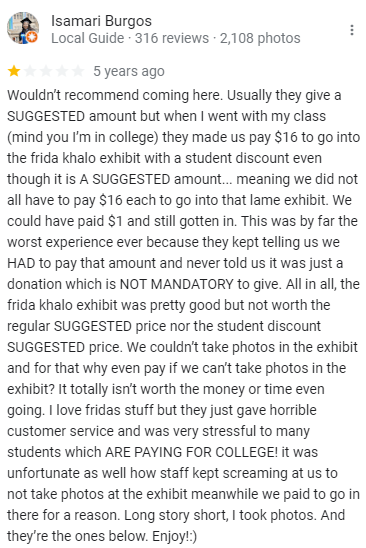 Isamari Burgos
Local Guide · 316 reviews · 2,108 photos
5 years ago
Wouldn't recommend coming here. Usually they give a
SUGGESTED amount but when I went with my class
(mind you I'm in college) they made us pay $16 to go into
the frida khalo exhibit with a student discount even
though it is A SUGGESTED amount... meaning we did not
all have to pay $16 each to go into that lame exhibit. We
could have paid $1 and still gotten in. This was by far the
worst experience ever because they kept telling us we
HAD to pay that amount and never told us it was just a
donation which is NOT MANDATORY to give. All in all, the
frida khalo exhibit was pretty good but not worth the
regular SUGGESTED price nor the student discount
SUGGESTED price. We couldn't take photos in the exhibit
and for that why even pay if we can't take photos in the
exhibit? It totally isn't worth the money or time even
going. I love fridas stuff but they just gave horrible
customer service and was very stressful to many
students which ARE PAYING FOR COLLEGE! it was
unfortunate as well how staff kept screaming at us to
not take photos at the exhibit meanwhile we paid to go in
there for a reason. Long story short, I took photos. And
they're the ones below. Enjoy!:)